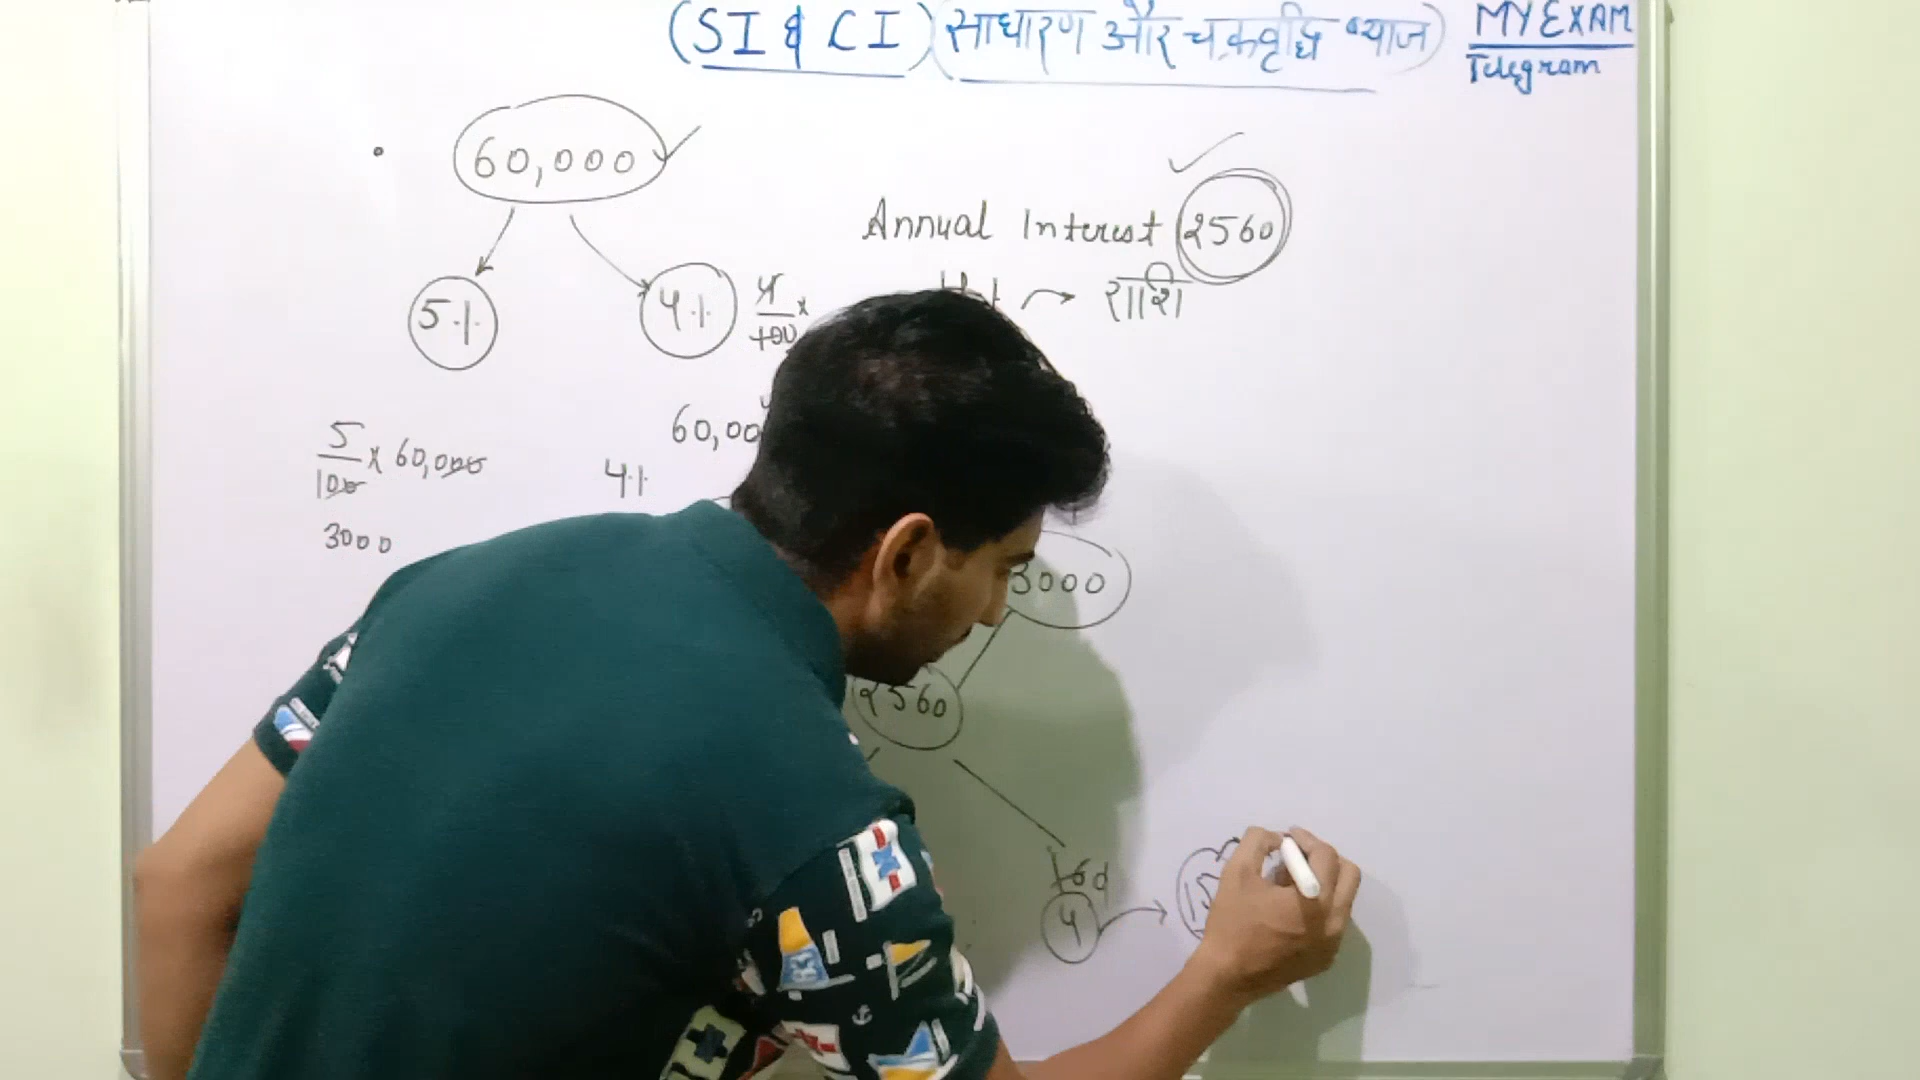 (SI & CI) (साधारण और चक्रवृद्धि ब्याज) MY EXAM
Telegram
60,000
Annual Interest 2560
5% 4% 4/100 ×
राशि
5/100 × 60,000
60,00
4%
3000
3000
2560
160
4